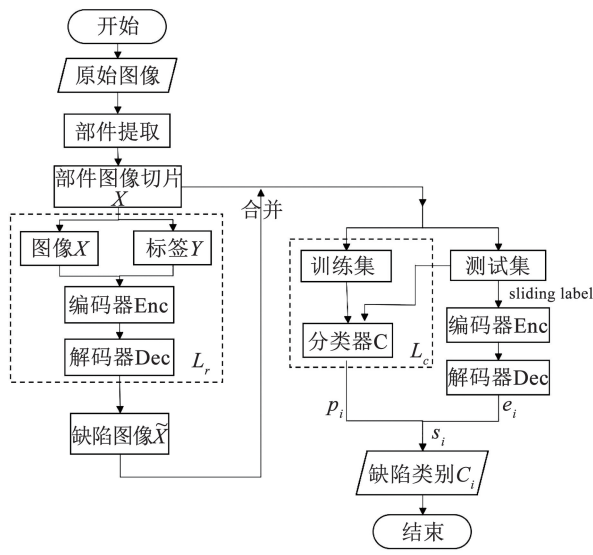 开始
原始图像
部件提取
部件图像切片
X
图像X
标签Y
编码器Enc
解码器Dec
L_r
缺陷图像X̃
合并
训练集
测试集
sliding label
分类器C
L_c
编码器Enc
解码器Dec
p_i
e_i
s_i
缺陷类别C_i
结束